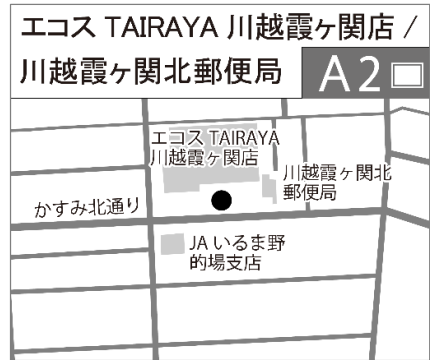 エコス TAIRAYA 川越霞ヶ関店 /
川越霞ヶ関北郵便局
A2
エコス TAIRAYA
川越霞ヶ関店
川越霞ヶ関北
郵便局
かすみ北通り
JA いるま野
的場支店